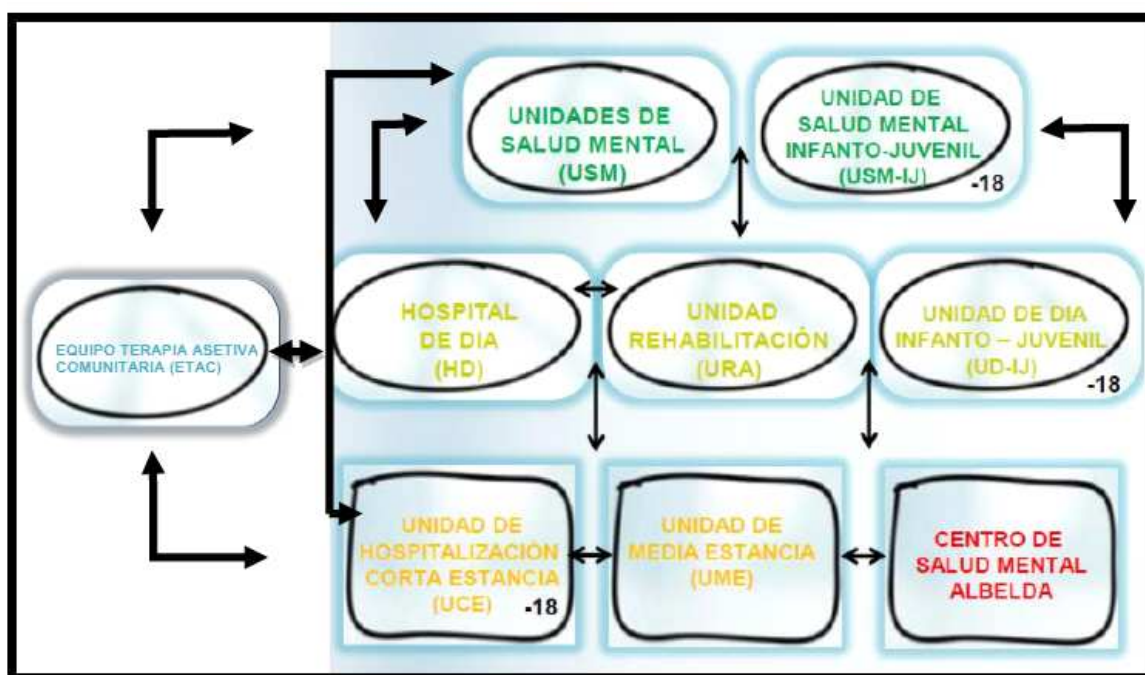 UNIDADES DE
SALUD MENTAL
(USM)
UNIDAD DE
SALUD MENTAL
INFANTO-JUVENIL
(USM-IJ)
-18
EQUIPO TERAPIA ASETIVA
COMUNITARIA (ETAC)
HOSPITAL
DE DIA
(HD)
UNIDAD
REHABILITACIÓN
(URA)
UNIDAD DE DIA
INFANTO – JUVENIL
(UD-IJ)
-18
UNIDAD DE
HOSPITALIZACIÓN
CORTA ESTANCIA
(UCE)
-18
UNIDAD DE
MEDIA ESTANCIA
(UME)
CENTRO DE
SALUD MENTAL
ALBELDA